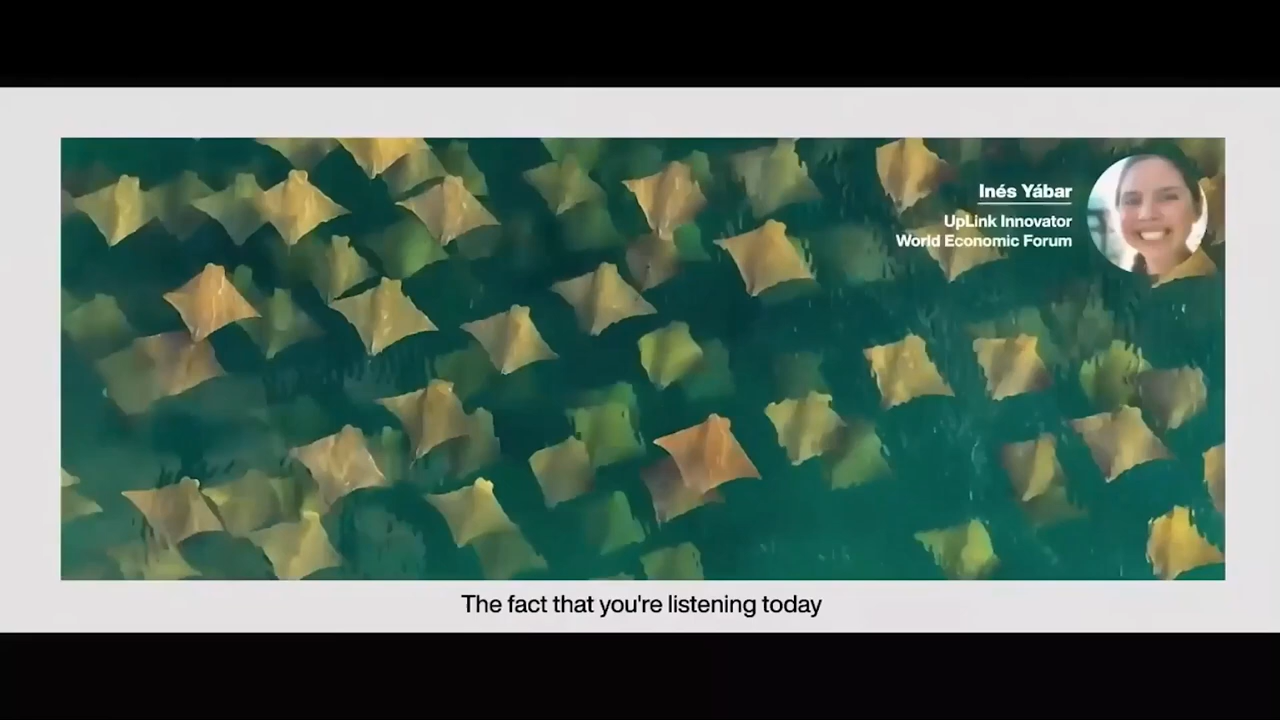 Inés Yábar
UpLink Innovator
World Economic Forum
The fact that you're listening today